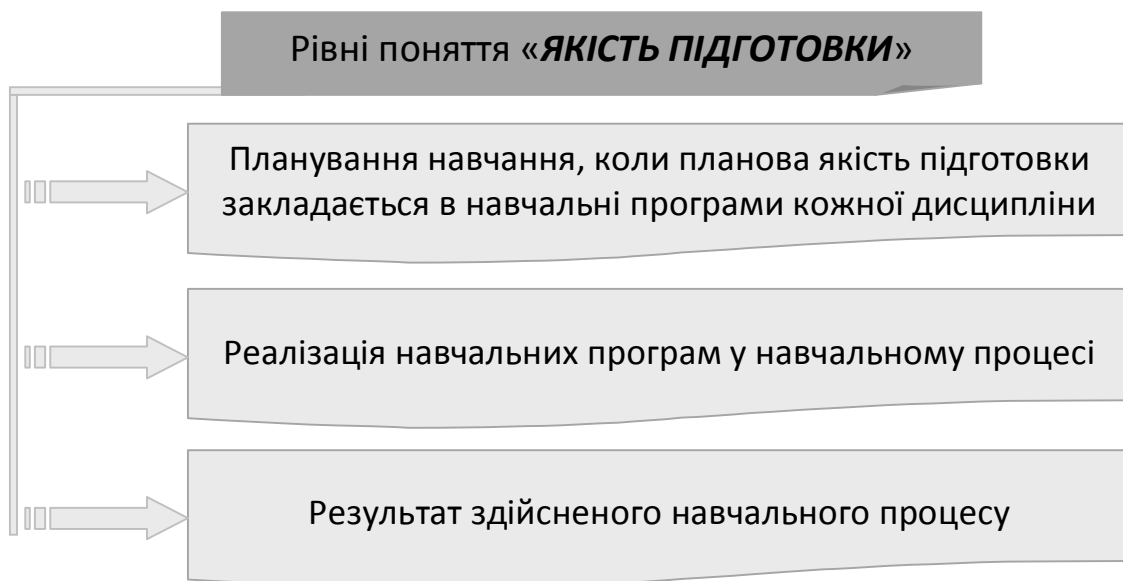 Рівні поняття «ЯКІСТЬ ПІДГОТОВКИ»
Планування навчання, коли планова якість підготовки
закладається в навчальні програми кожної дисципліни
Реалізація навчальних програм у навчальному процесі
Результат здійсненого навчального процесу